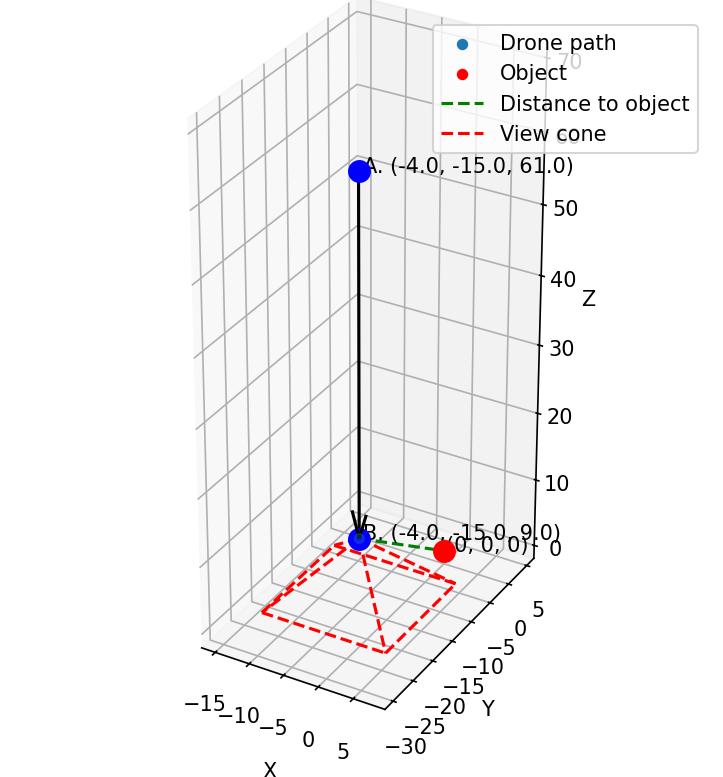 Drone path
Object
Distance to object
View cone
70
60
A. (-4.0, -15.0, 61.0)
50
40
Z
30
20
10
B. (-4.0, -15.0, 9.0)
(0, 0, 0)
0
5
0
−5
−10
−15
−20
−25
−30
Y
−15
−10
−5
0
5
X